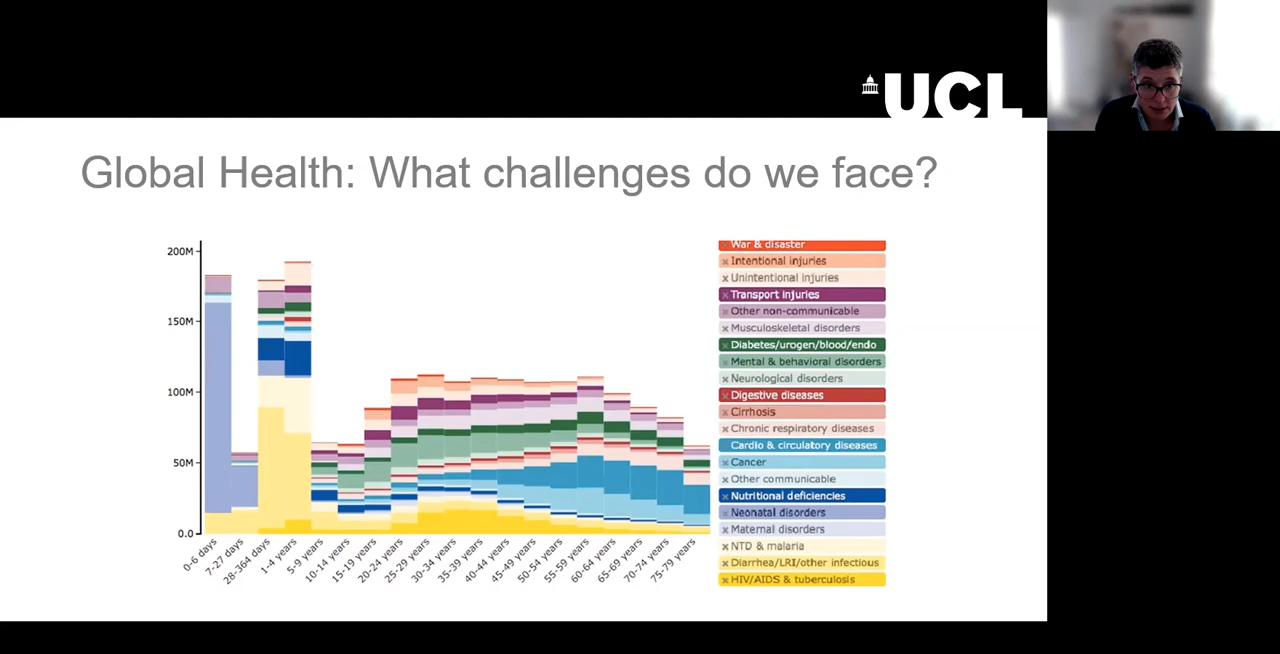 UCL
Global Health: What challenges do we face?
200M
150M
100M
50M
0.0
0-6 days
7-27 days
28-364 days
1-4 years
5-9 years
10-14 years
15-19 years
20-24 years
25-29 years
30-34 years
35-39 years
40-44 years
45-49 years
50-54 years
55-59 years
60-64 years
65-69 years
70-74 years
75-79 years
War & disaster
Intentional injuries
Unintentional injuries
Transport injuries
Other non-communicable
Musculoskeletal disorders
Diabetes/urogen/blood/endo
Mental & behavioral disorders
Neurological disorders
Digestive diseases
Cirrhosis
Chronic respiratory diseases
Cardio & circulatory diseases
Cancer
Other communicable
Nutritional deficiencies
Neonatal disorders
Maternal disorders
NTD & malaria
Diarrhea/LRI/other infectious
HIV/AIDS & tuberculosis